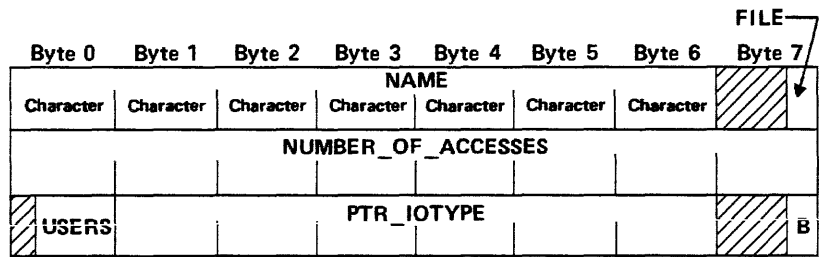 FILE
Byte 0 Byte 1 Byte 2 Byte 3 Byte 4 Byte 5 Byte 6 Byte 7
NAME
Character Character Character Character Character Character Character
NUMBER_OF_ACCESSES
USERS PTR_IOTYPE B